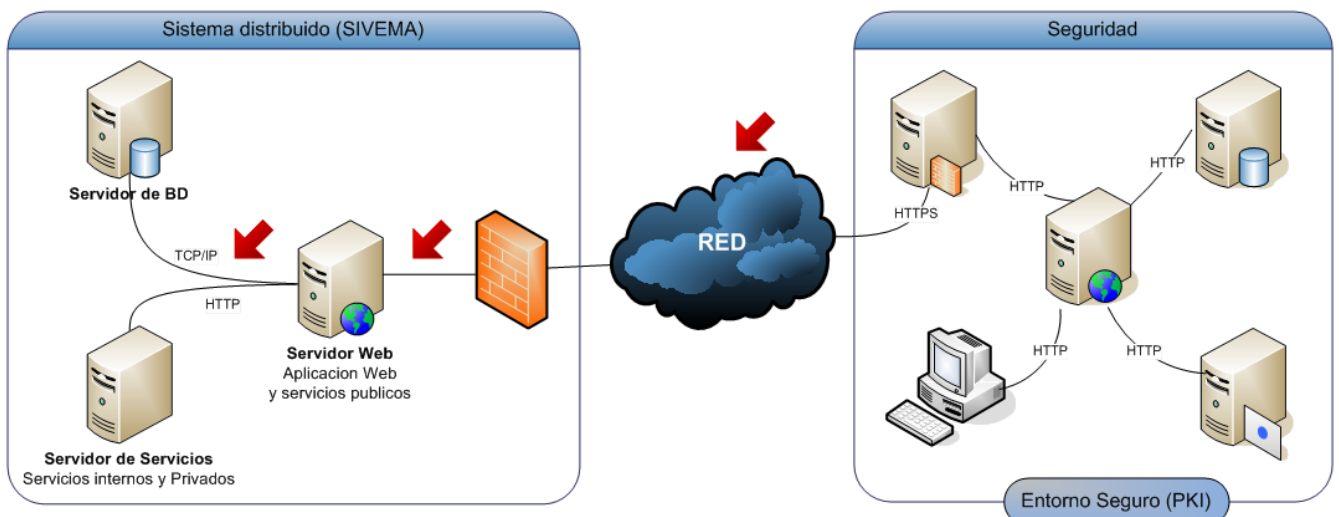 Sistema distribuido (SIVEMA)
Servidor de BD
TCP/IP
HTTP
Servidor Web
Aplicacion Web
y servicios publicos
Servidor de Servicios
Servicios internos y Privados
RED
Seguridad
HTTP
HTTP
HTTPS
HTTP
HTTP
Entorno Seguro (PKI)